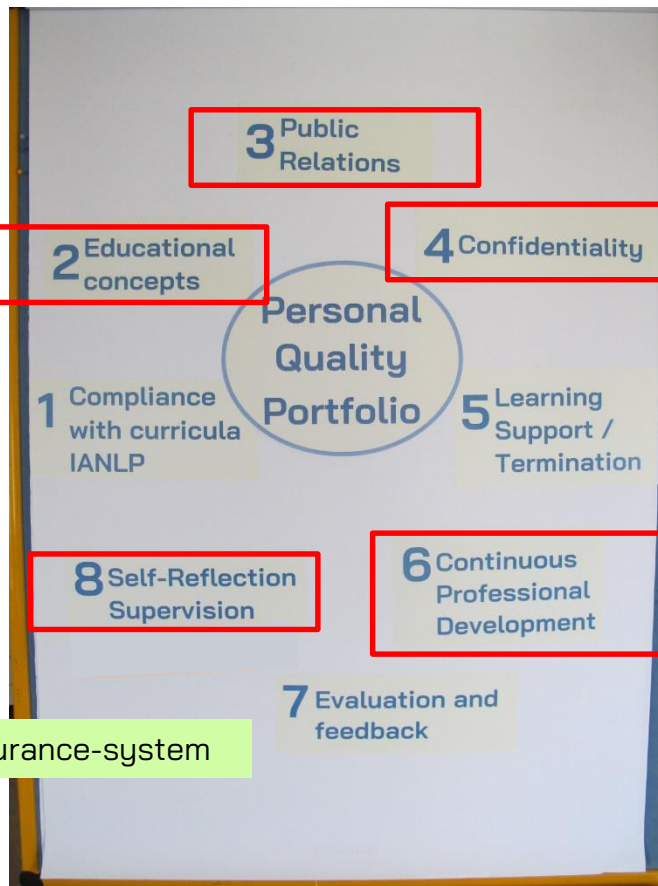 3 Public
Relations
2 Educational
concepts
4 Confidentiality
Personal
Quality
Portfolio
1 Compliance
with curricula
IANLP
5 Learning
Support /
Termination
8 Self-Reflection
Supervision
6 Continuous
Professional
Development
7 Evaluation and
feedback
urance-system